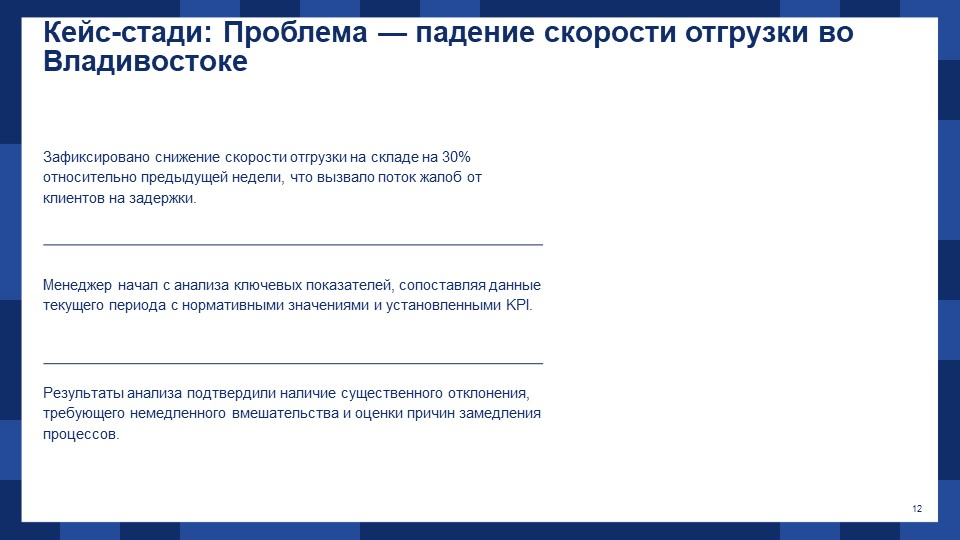 Кейс-стади: Проблема — падение скорости отгрузки во
Владивостоке
Зафиксировано снижение скорости отгрузки на складе на 30%
относительно предыдущей недели, что вызвало поток жалоб от
клиентов на задержки.
Менеджер начал с анализа ключевых показателей, сопоставляя данные
текущего периода с нормативными значениями и установленными KPI.
Результаты анализа подтвердили наличие существенного отклонения,
требующего немедленного вмешательства и оценки причин замедления
процессов.
12